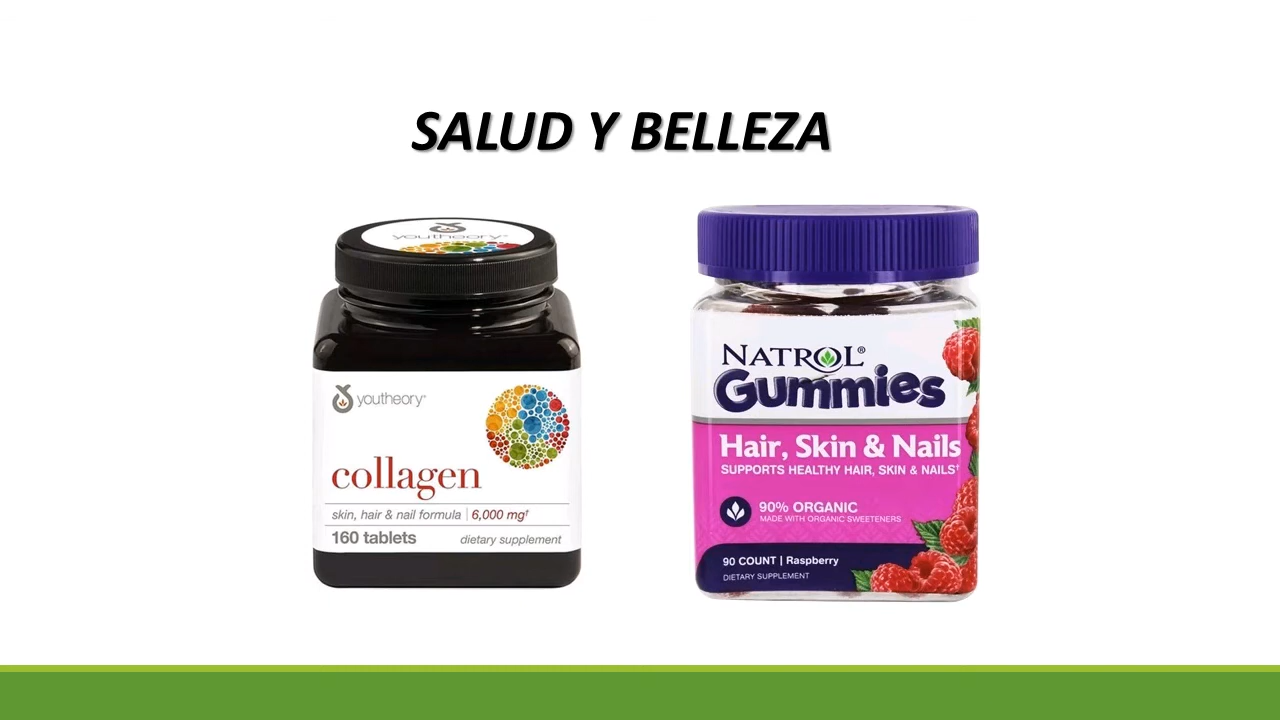 SALUD Y BELLEZA
youtheory
youtheory
collagen
skin, hair & nail formula | 6,000 mg†
160 tablets
dietary supplement
NATROL®
Gummies
Hair, Skin & Nails
SUPPORTS HEALTHY HAIR, SKIN & NAILS†
90% ORGANIC
MADE WITH ORGANIC SWEETENERS
90 COUNT | Raspberry
DIETARY SUPPLEMENT